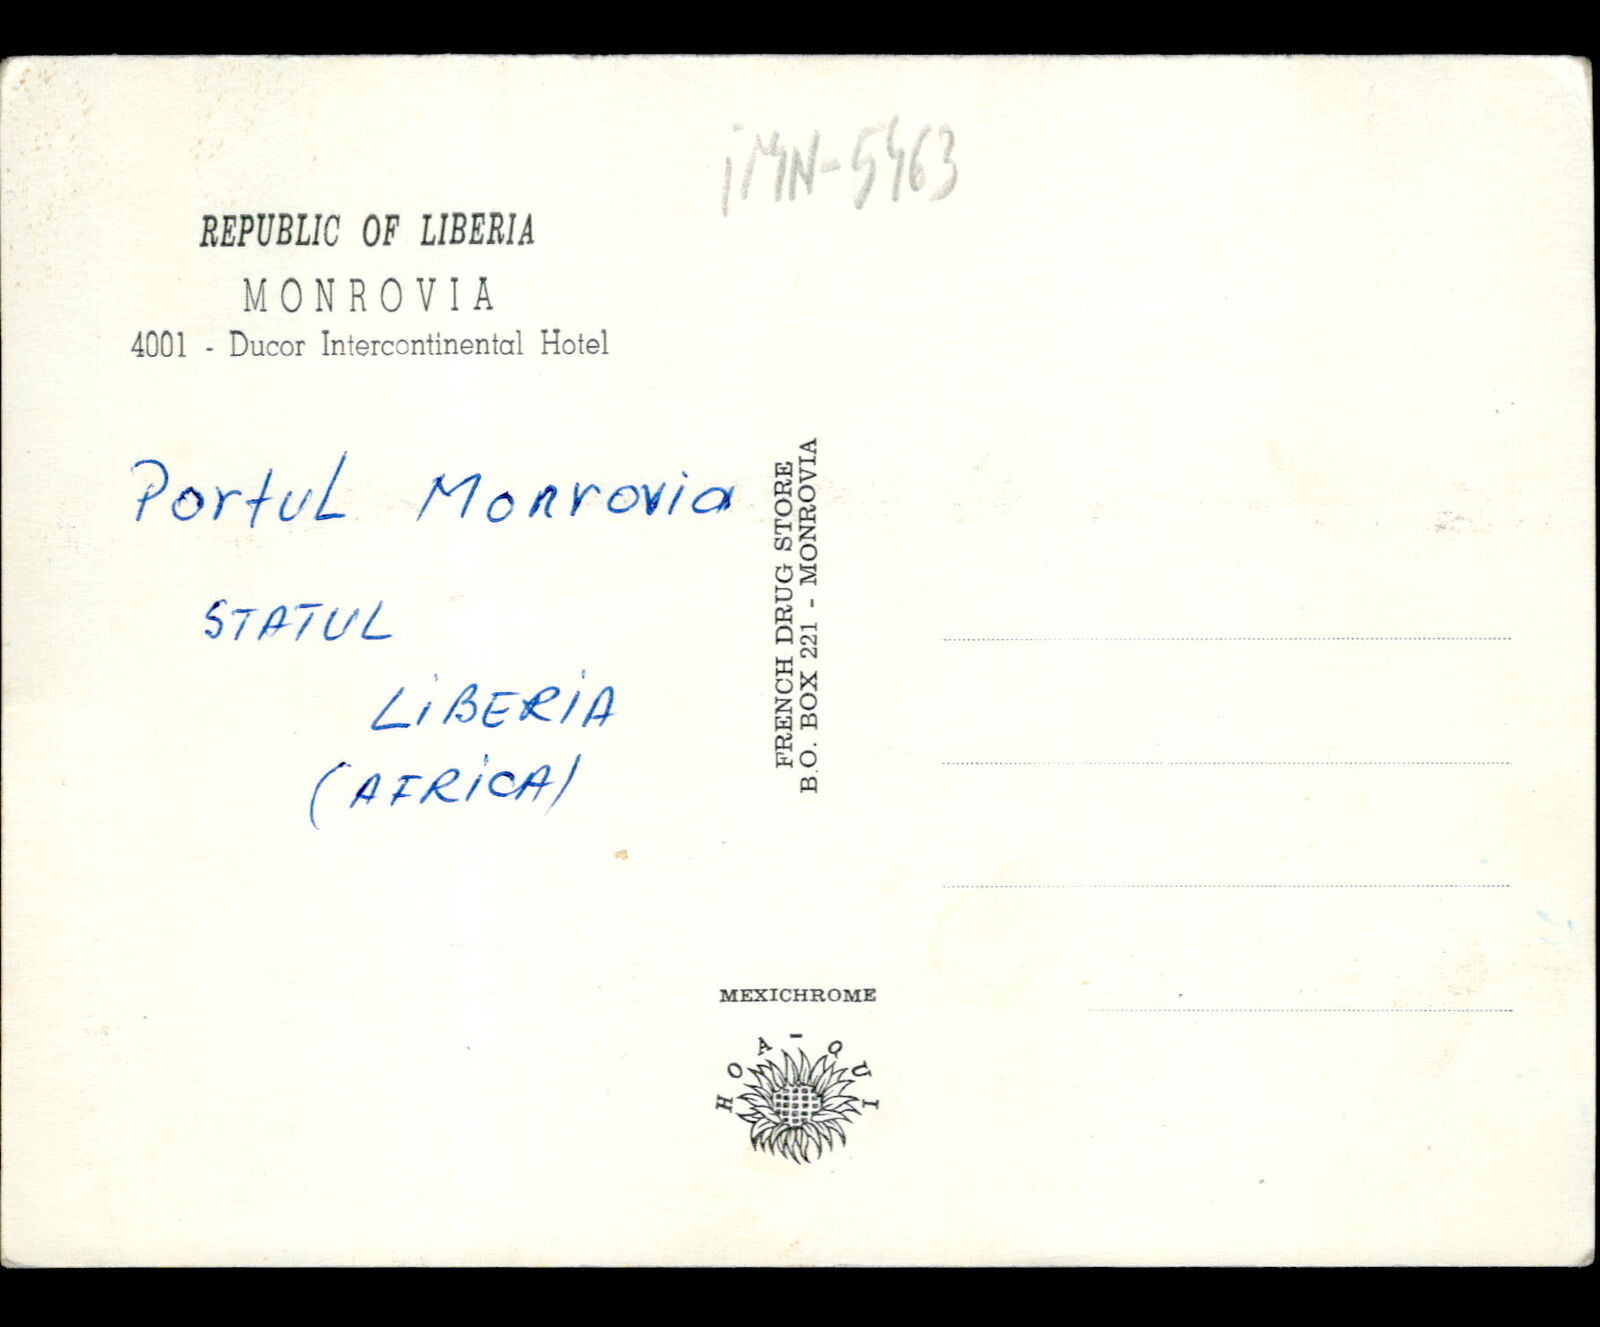 iMN-5463
REPUBLIC OF LIBERIA
MONROVIA
4001 - Ducor Intercontinental Hotel
Portul Monrovia
STATUL
LiBERiA
(AFRiCA)
FRENCH DRUG STORE
B.O. BOX 221 - MONROVIA
MEXICHROME
HOA-QUI